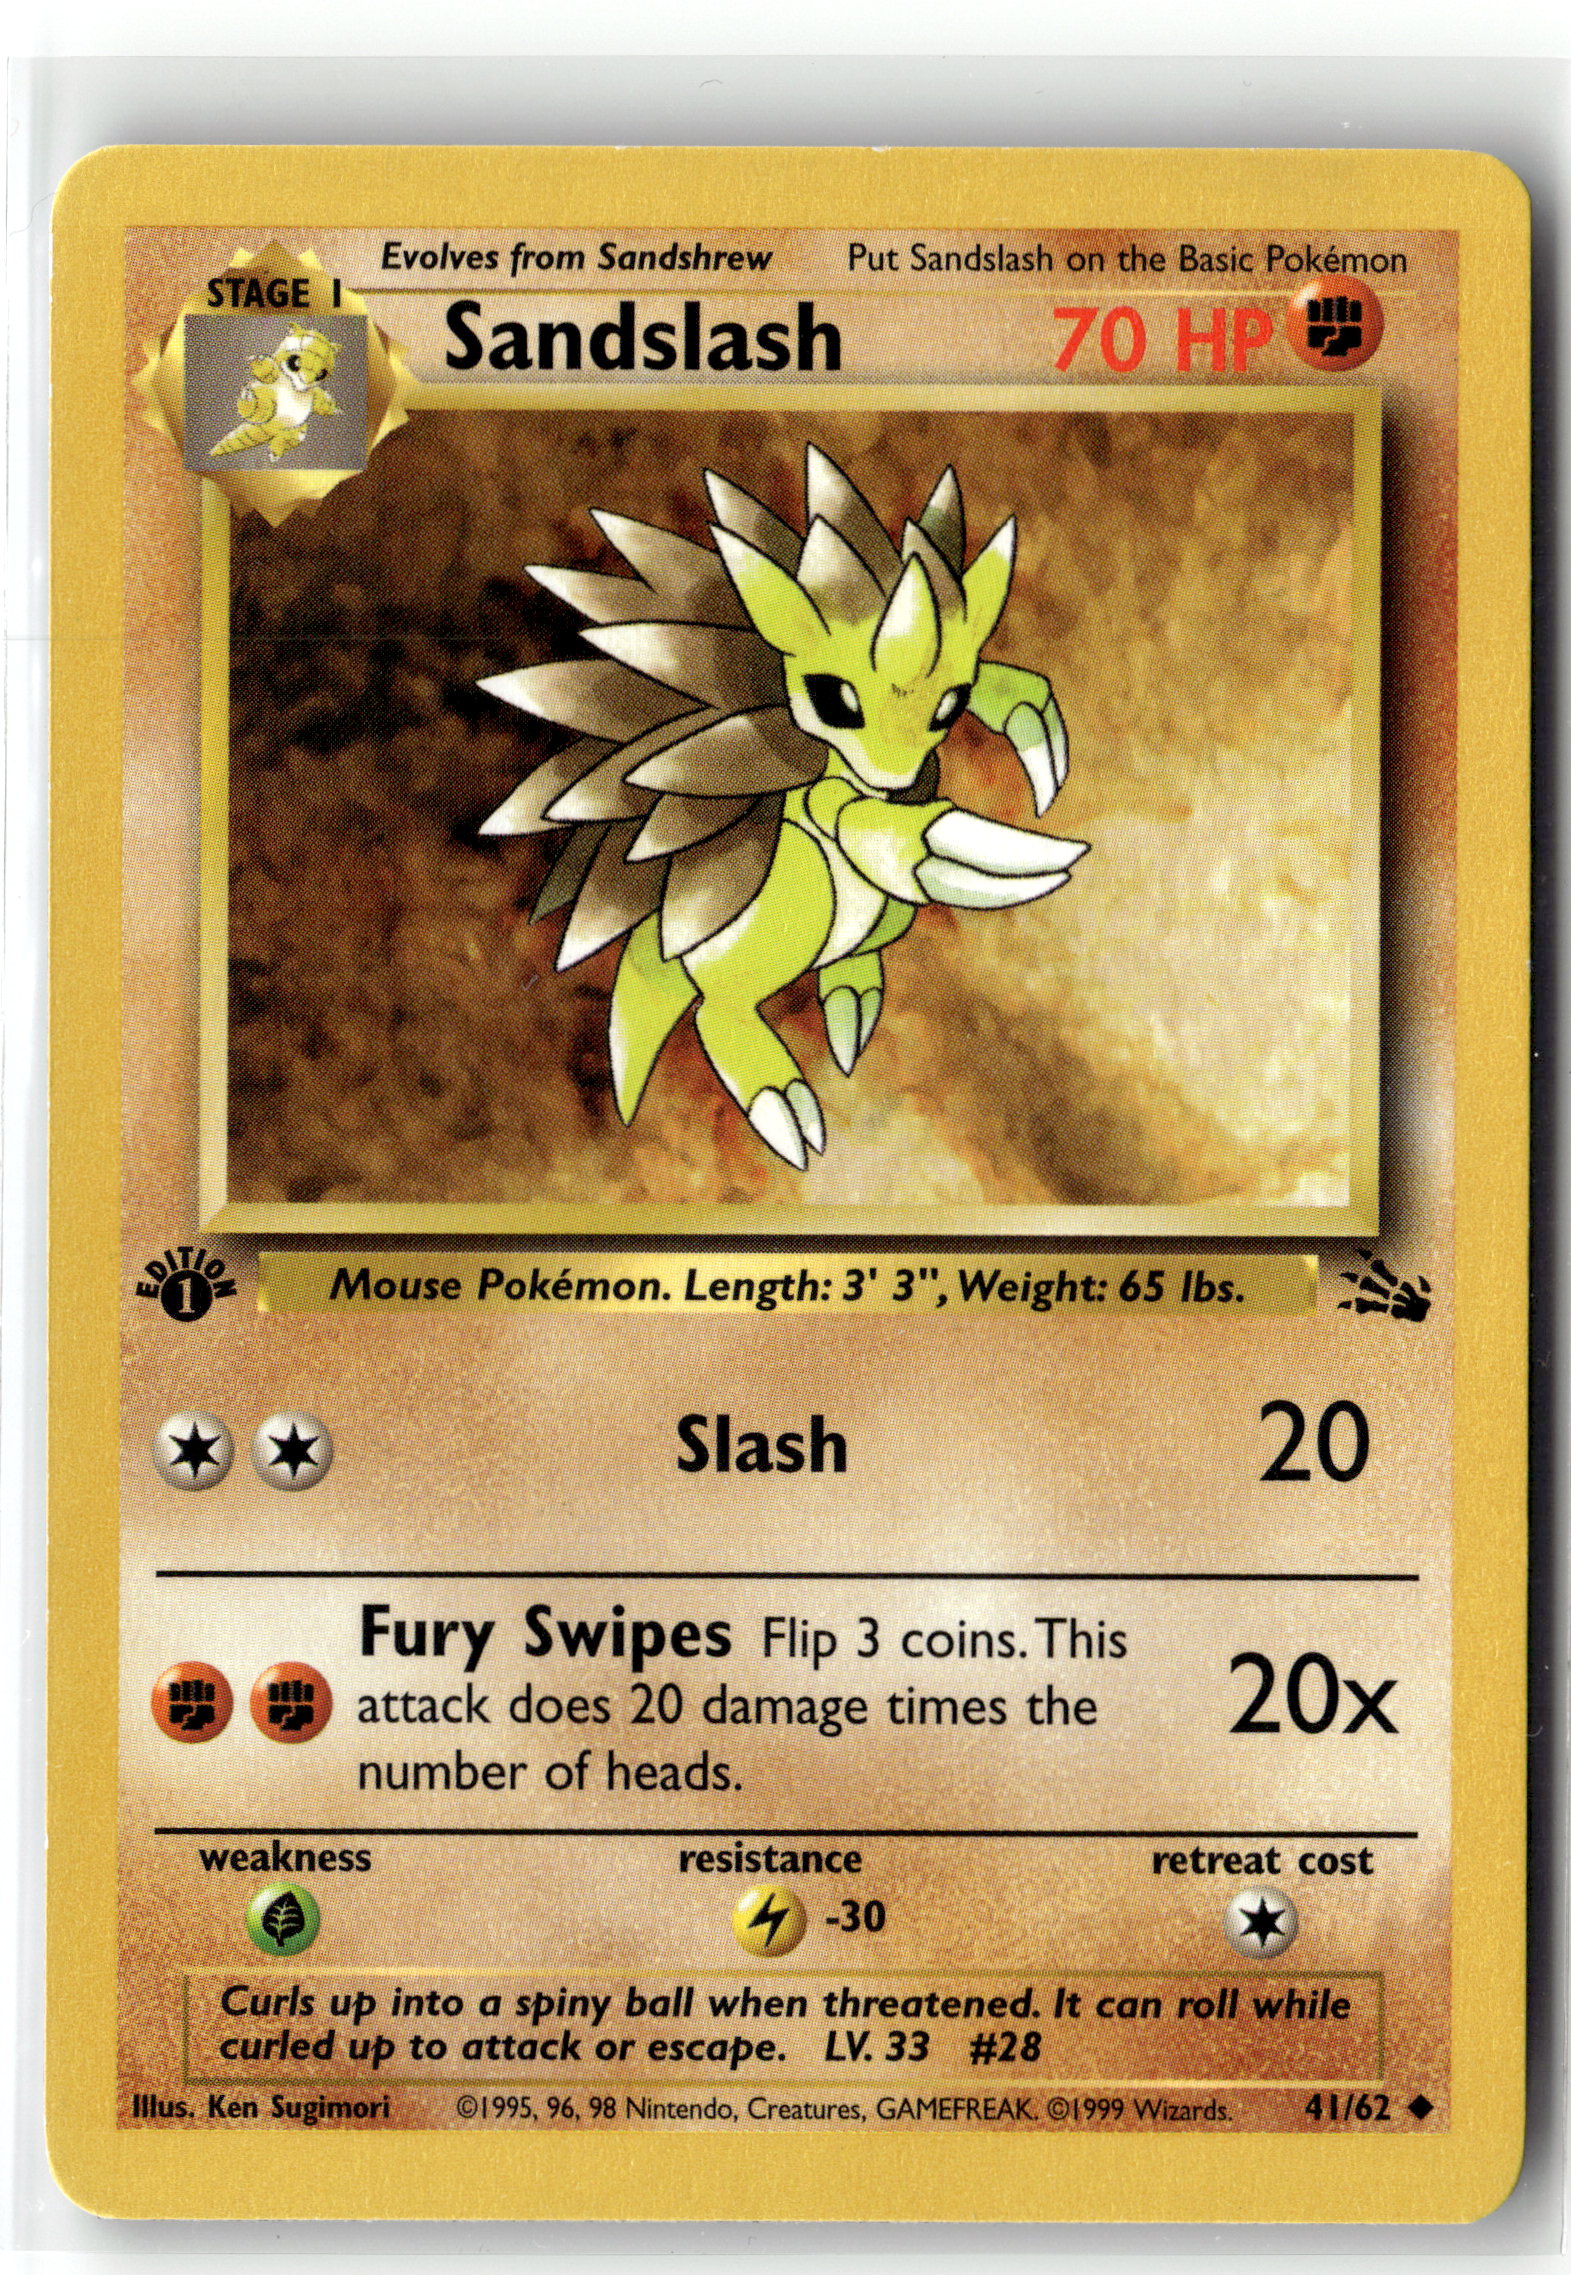 Evolves from Sandshrew Put Sandslash on the Basic Pokémon
STAGE 1
Sandslash 70 HP
EDITION
1
Mouse Pokémon. Length: 3' 3", Weight: 65 lbs.
Slash 20
Fury Swipes Flip 3 coins. This
attack does 20 damage times the
number of heads.
20x
weakness resistance retreat cost
-30
Curls up into a spiny ball when threatened. It can roll while
curled up to attack or escape. LV. 33 #28
Illus. Ken Sugimori ©1995, 96, 98 Nintendo, Creatures, GAMEFREAK. ©1999 Wizards. 41/62